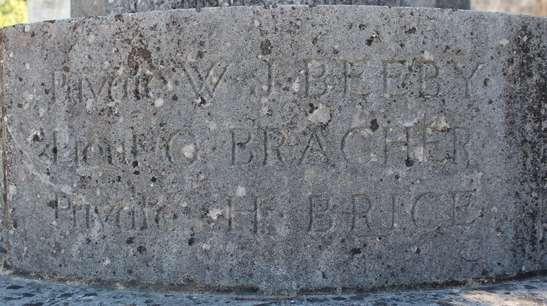 Private W. J. BEEBY
Lieut. G. BRACHER
Private H. BRICE